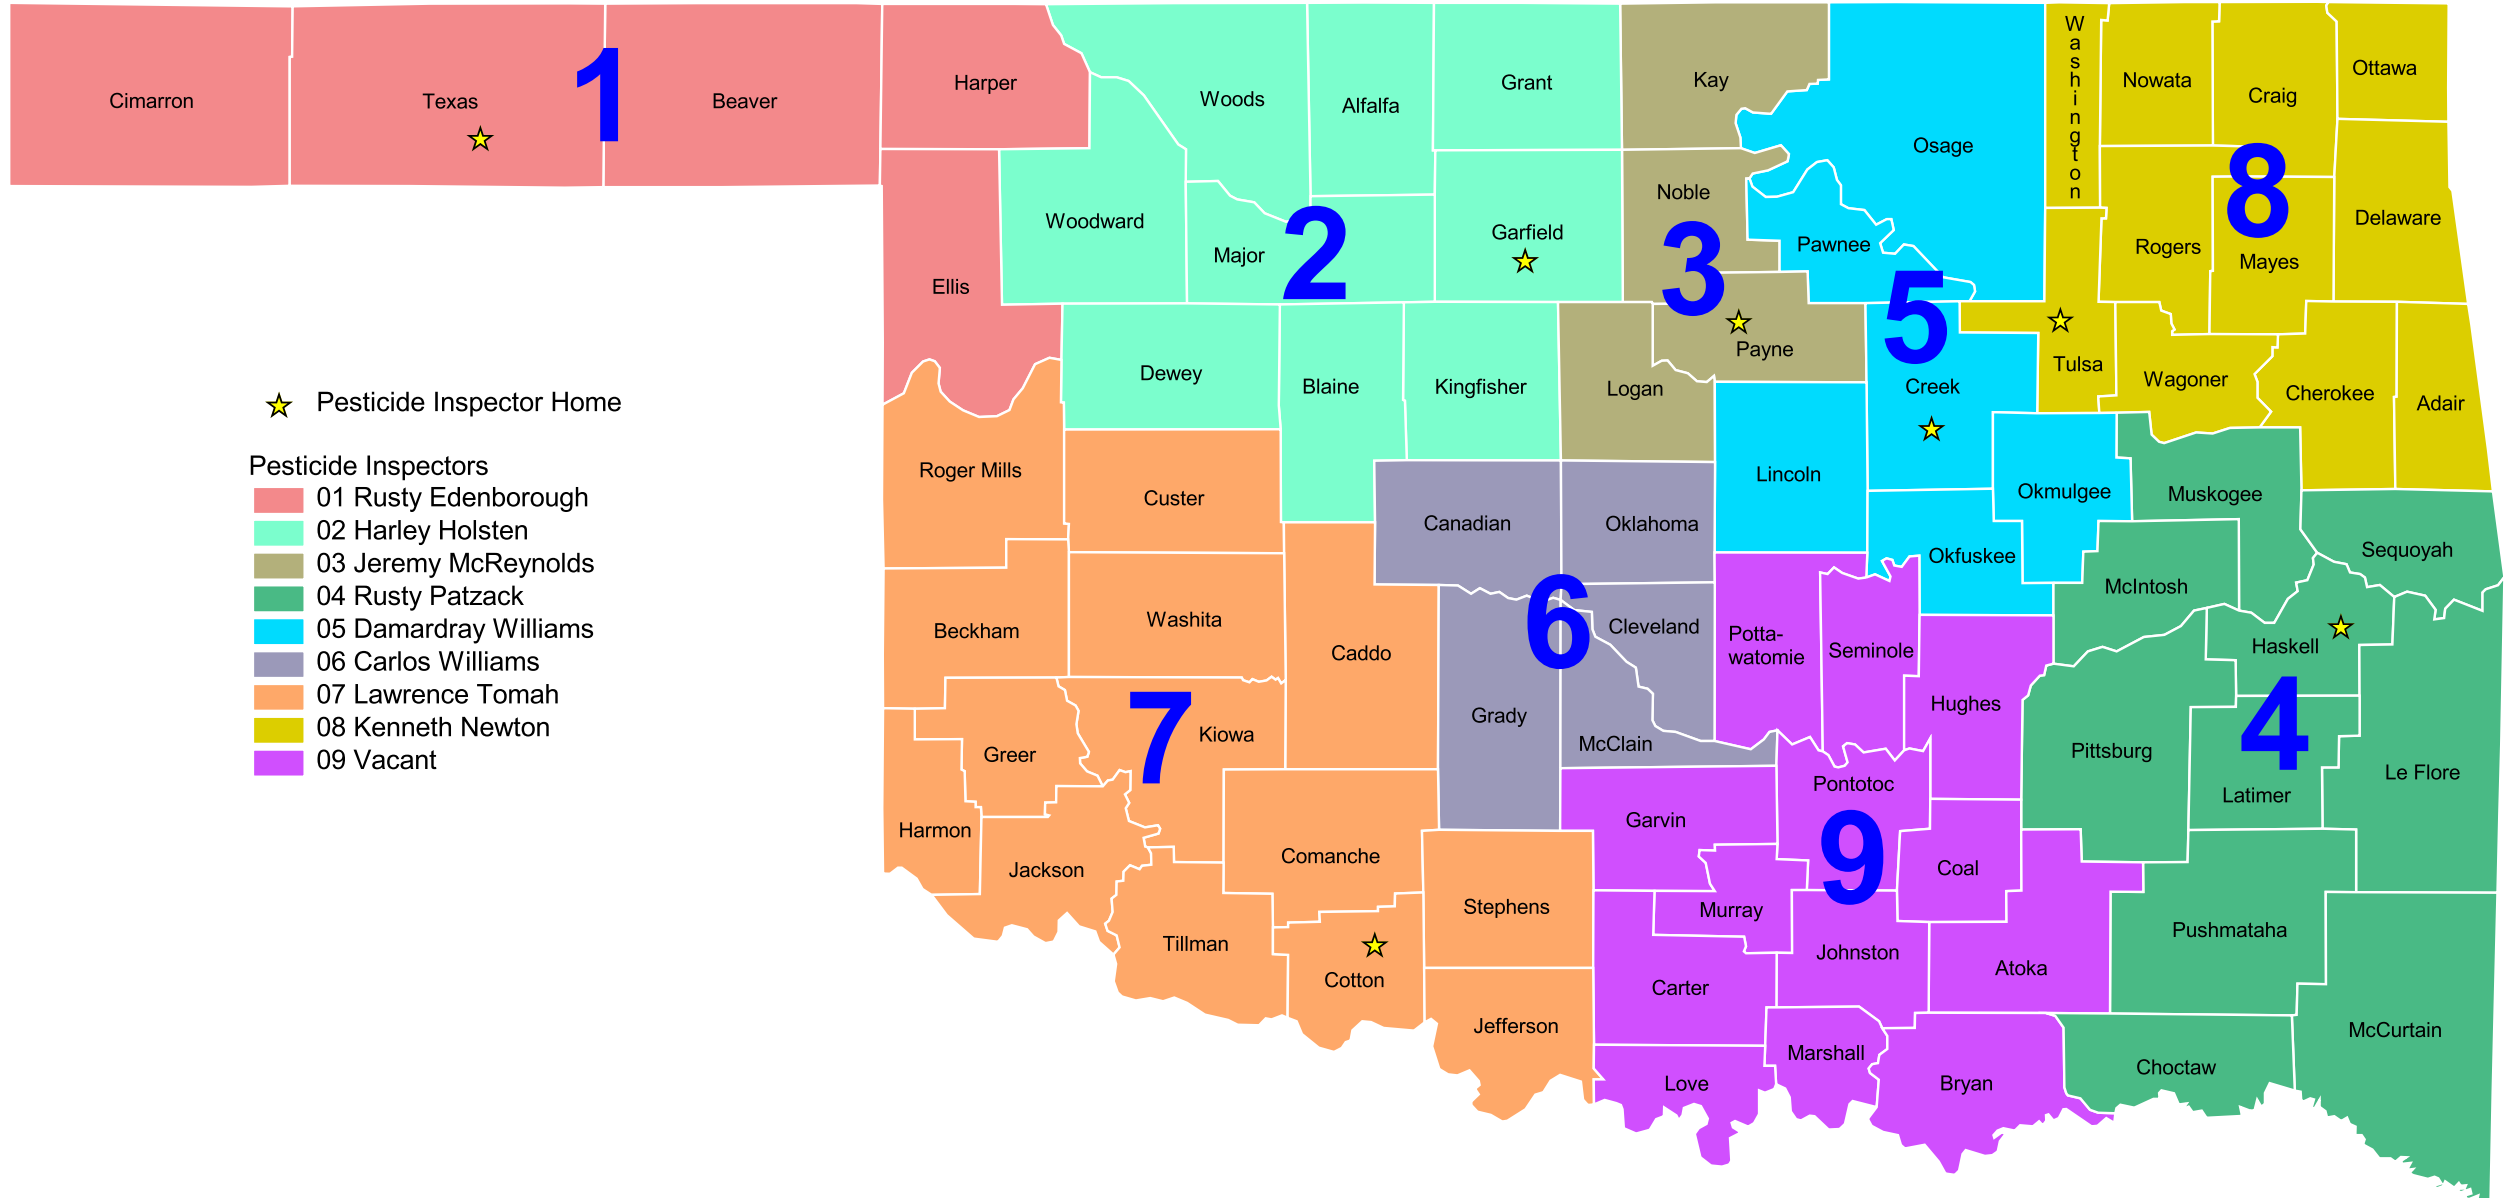 Cimarron
Texas
1
Beaver
Harper
Woods
Alfalfa
Grant
Kay
Osage
Washington
Nowata
Craig
Ottawa
Ellis
Woodward
Major
2
Garfield
Noble
3
Pawnee
Rogers
8
Mayes
Delaware
Dewey
Blaine
Kingfisher
Logan
Payne
5
Creek
Tulsa
Wagoner
Cherokee
Adair
Pesticide Inspector Home
Pesticide Inspectors
01 Rusty Edenborough
02 Harley Holsten
03 Jeremy McReynolds
04 Rusty Patzack
05 Damardray Williams
06 Carlos Williams
07 Lawrence Tomah
08 Kenneth Newton
09 Vacant
Roger Mills
Custer
Canadian
Oklahoma
Lincoln
Okmulgee
Muskogee
Okfuskee
McIntosh
Sequoyah
Beckham
Washita
Caddo
6
Cleveland
Potta-
watomie
Seminole
Haskell
Greer
7
Kiowa
Grady
McClain
Hughes
Pittsburg
4
Latimer
Le Flore
Harmon
Jackson
Comanche
Garvin
Pontotoc
9
Coal
Tillman
Cotton
Stephens
Murray
Johnston
Atoka
Pushmataha
Jefferson
Carter
Marshall
Love
Bryan
Choctaw
McCurtain